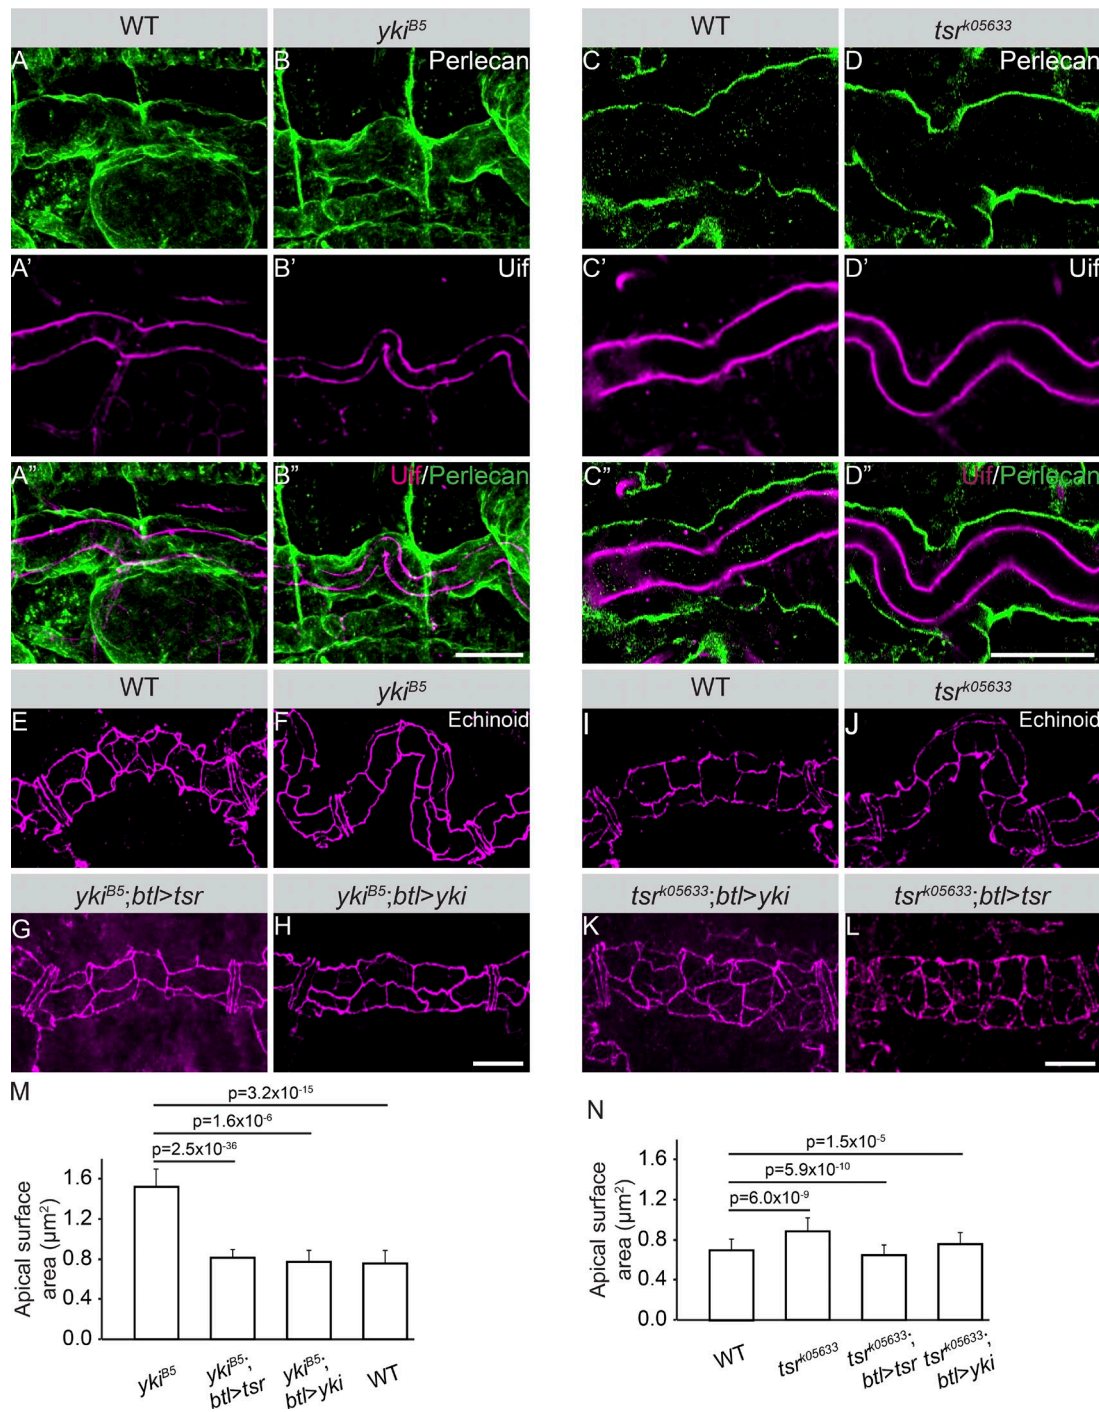 WT
yki^B5
WT
tsr^k05633
A
B
Perlecan
C
D
Perlecan
A’
B’
Uif
C’
D’
Uif
A”
B”
Uif/Perlecan
C”
D”
Uif/Perlecan
WT
yki^B5
WT
tsr^k05633
E
F
Echinoid
I
J
Echinoid
yki^B5;btl>tsr
yki^B5;btl>yki
tsr^k05633;btl>yki
tsr^k05633;btl>tsr
G
H
K
L
M
p=3.2x10^-15
p=1.6x10^-6
p=2.5x10^-36
Apical surface
area (µm²)
1.6
1.2
0.8
0.4
0.0
yki^B5
yki^B5;
btl>tsr
yki^B5;
btl>yki
WT
N
p=1.5x10^-5
p=5.9x10^-10
p=6.0x10^-9
Apical surface
area (µm²)
1.6
1.2
0.8
0.4
0.0
WT
tsr^k05633
tsr^k05633;
btl>tsr
tsr^k05633;
btl>yki